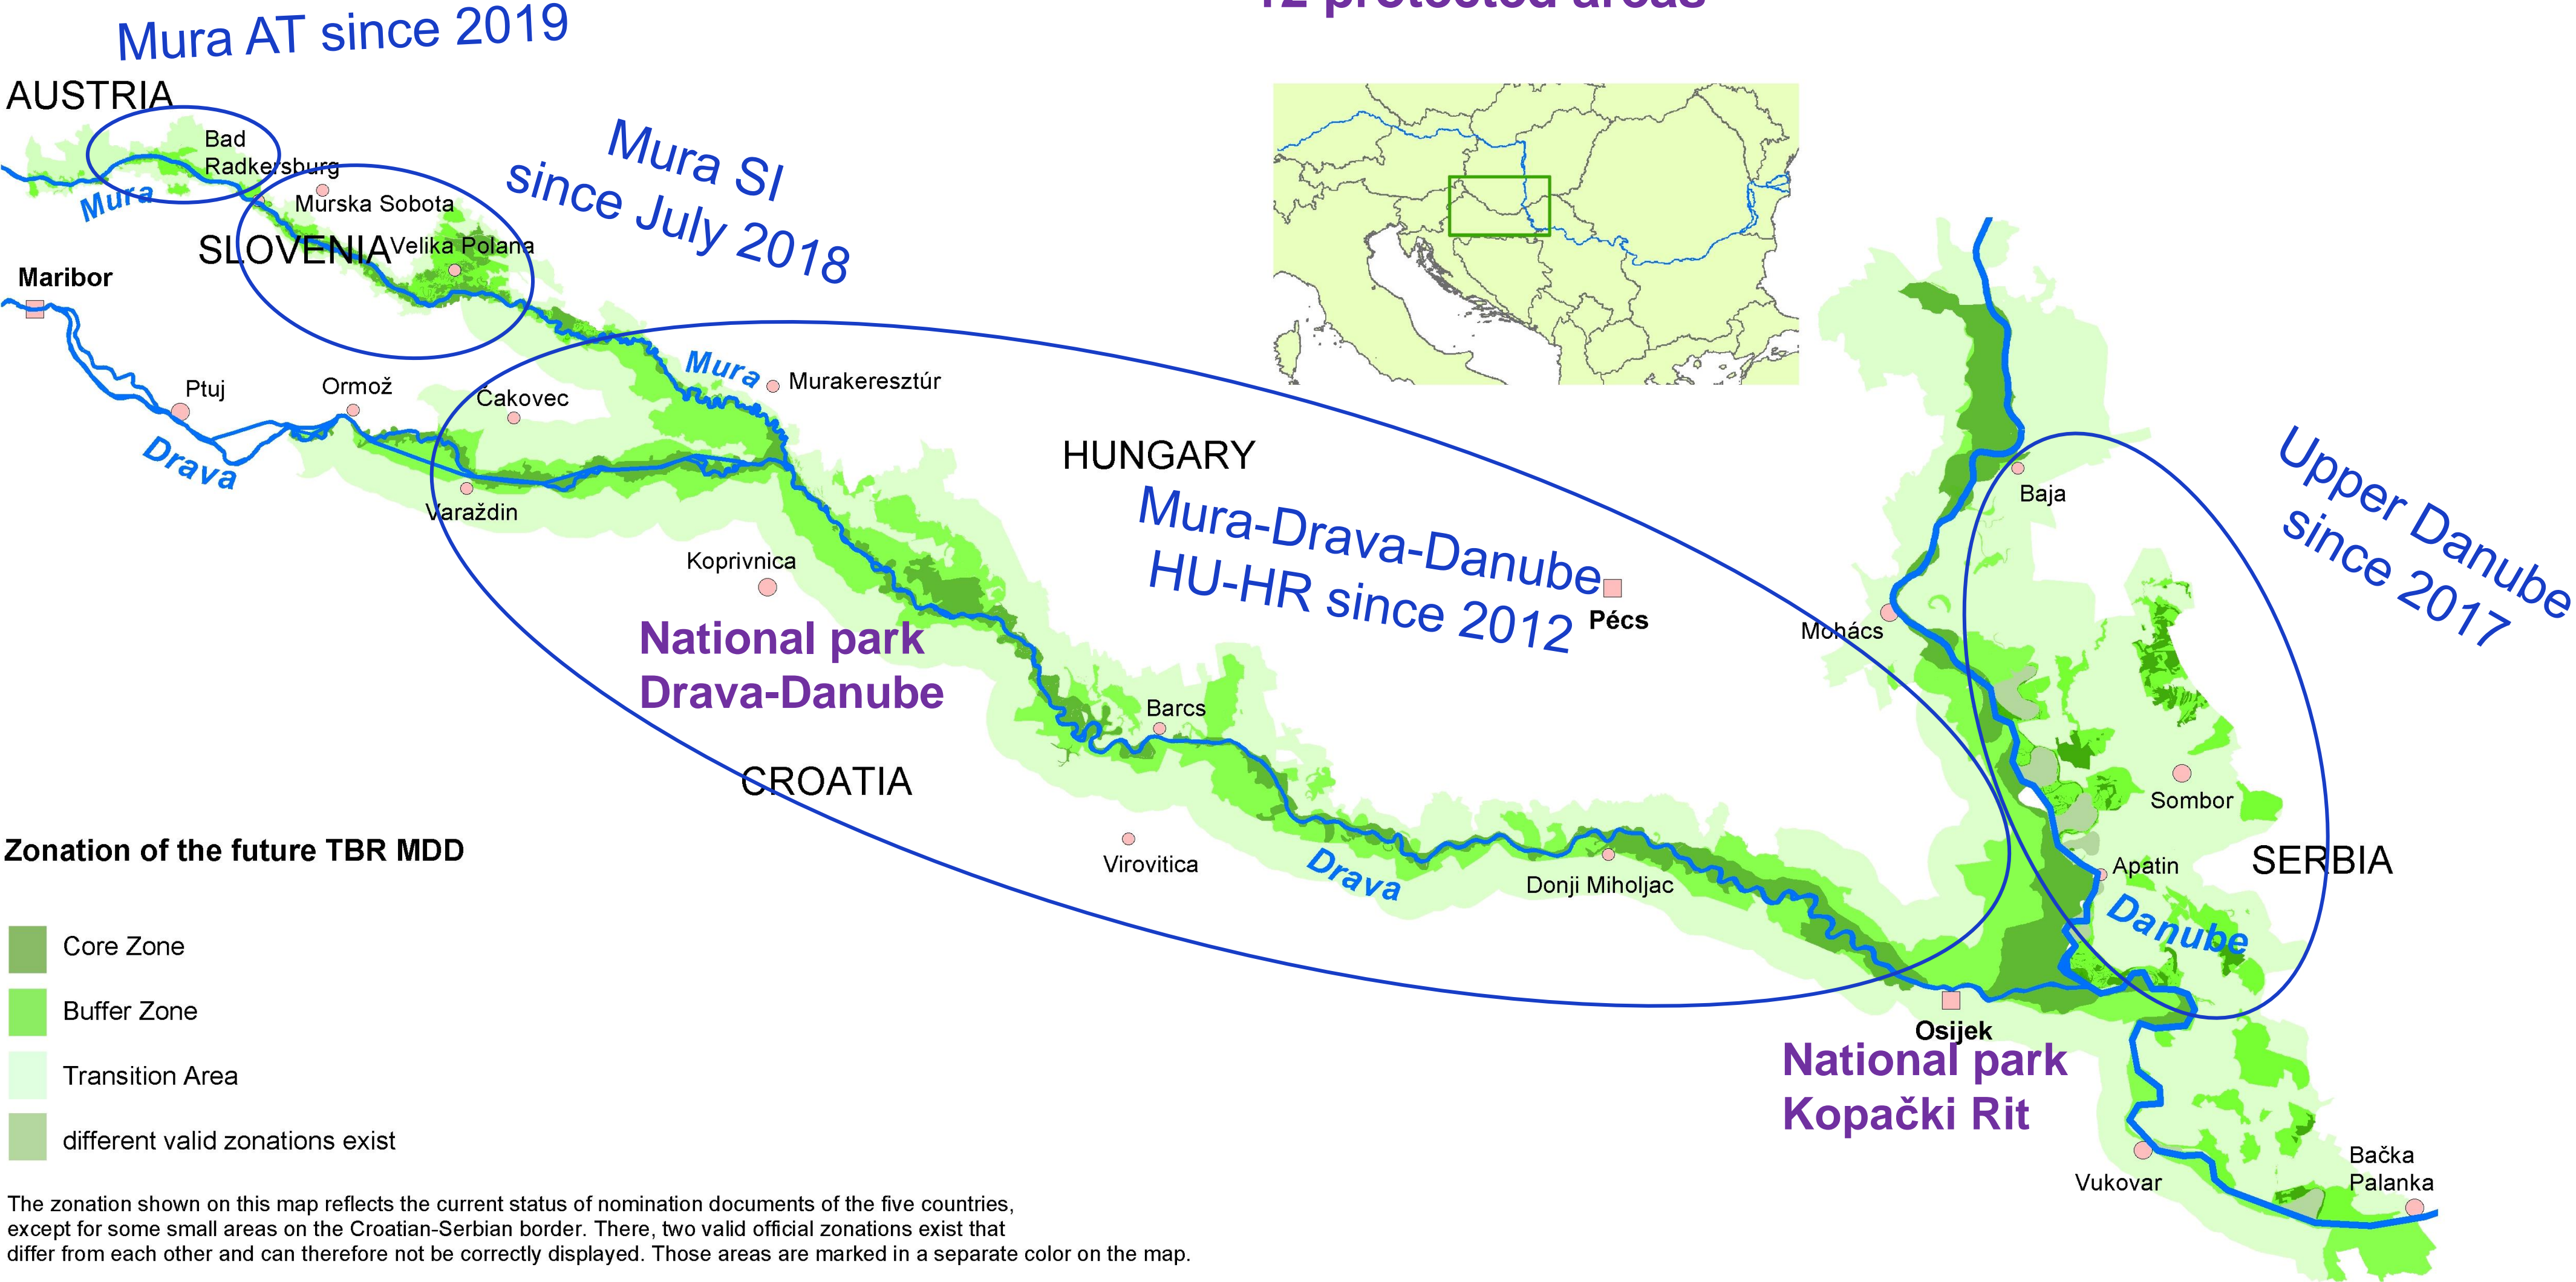 12 protected areas
Mura AT since 2019
AUSTRIA
Bad
Radkersburg
Mura
Mura SI
since July 2018
Murska Sobota
SLOVENIA
Velika Polana
Maribor
Ptuj
Ormož
Čakovec
Mura
Murakeresztúr
Drava
Varaždin
HUNGARY
Koprivnica
Mura-Drava-Danube
HU-HR since 2012
Pécs
National park
Drava-Danube
Barcs
CROATIA
Virovitica
Drava
Donji Miholjac
Upper Danube
since 2017
Baja
Mohács
Sombor
SERBIA
Apatin
Danube
Osijek
National park
Kopački Rit
Vukovar
Bačka
Palanka
Zonation of the future TBR MDD
Core Zone
Buffer Zone
Transition Area
different valid zonations exist
The zonation shown on this map reflects the current status of nomination documents of the five countries,
except for some small areas on the Croatian-Serbian border. There, two valid official zonations exist that
differ from each other and can therefore not be correctly displayed. Those areas are marked in a separate color on the map.